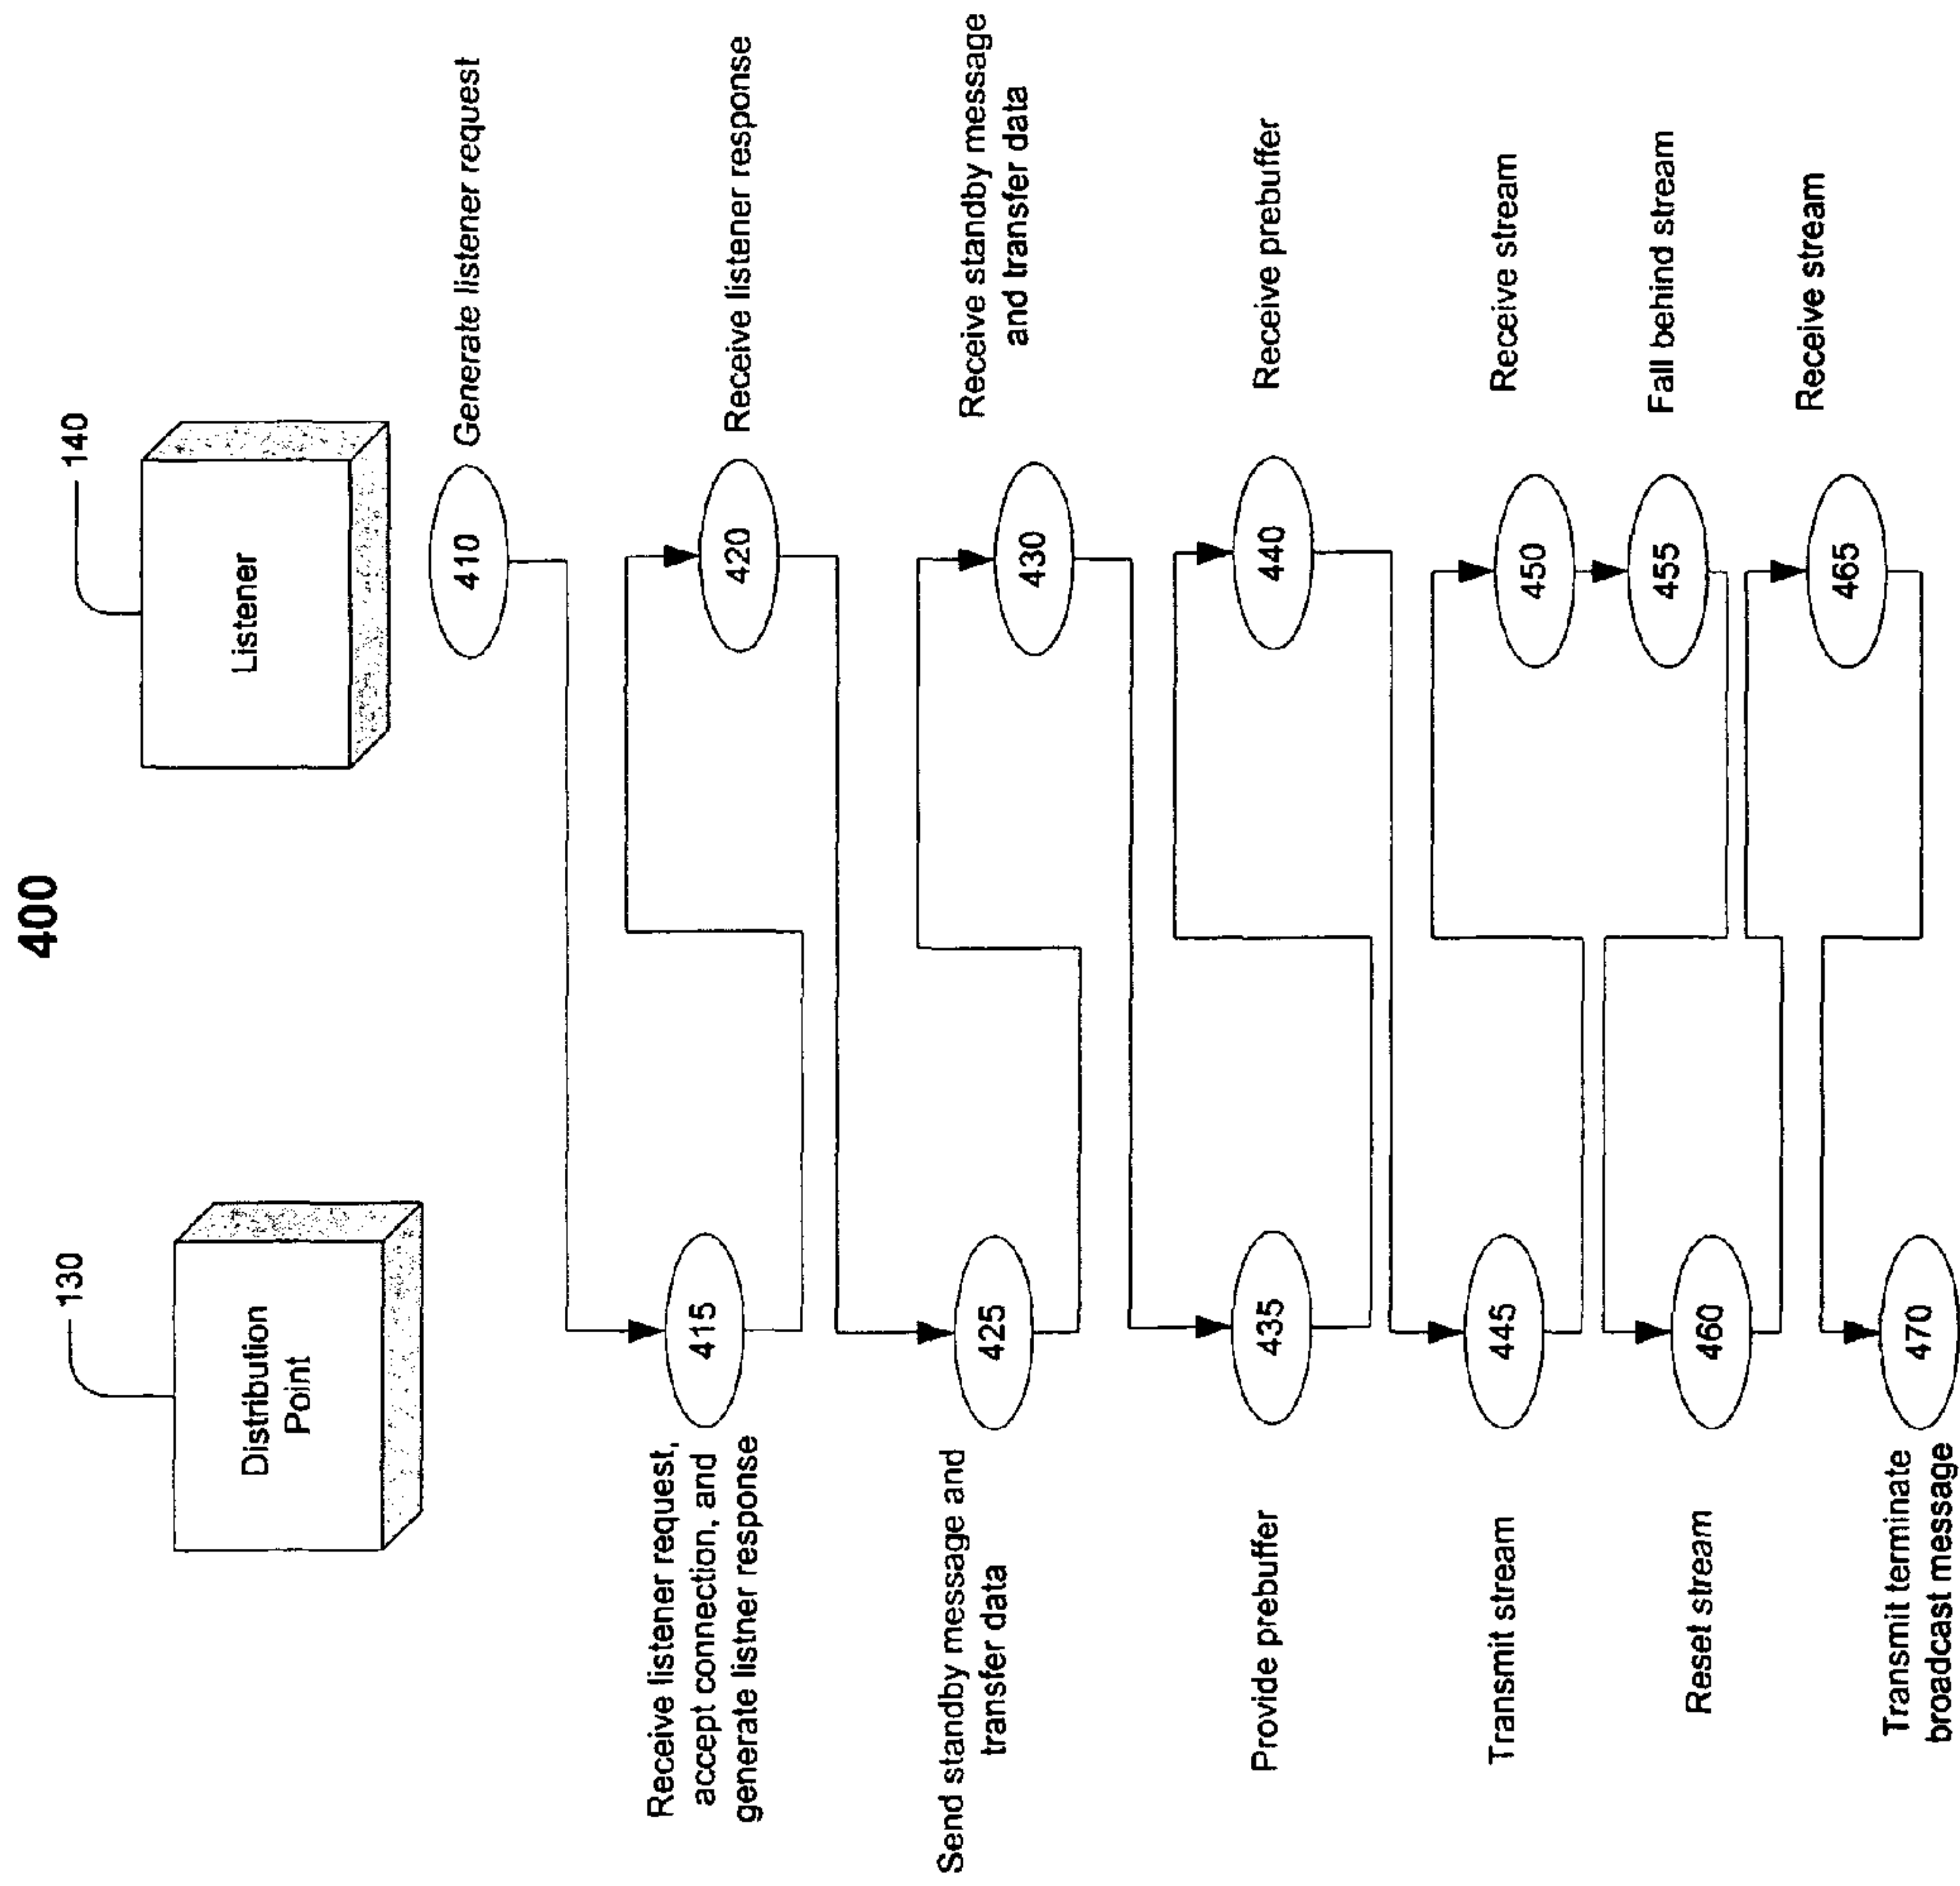 400
130
140
Distribution
Point
Listener
410
Generate listener request
Receive listener request,
accept connection, and
generate listner response
415
420
Receive listener response
Send standby message and
transfer data
425
430
Receive standby message
and transfer data
Provide prebuffer
435
440
Receive prebuffer
Transmit stream
445
450
Receive stream
455
Fall behind stream
Reset stream
460
465
Receive stream
Transmit terminate
broadcast message
470